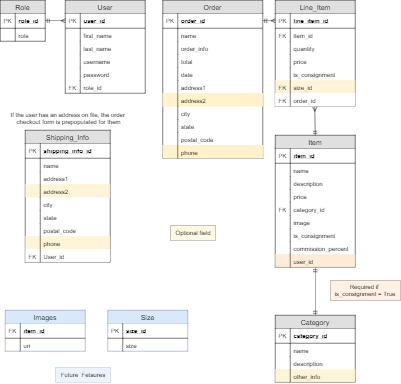 Role
PK role_id
role
User
PK user_id
first_name
last_name
username
password
FK role_id
Order
PK order_id
name
order_info
total
date
address1
address2
city
state
postal_code
phone
Line_Item
PK line_item_id
FK item_id
quantity
price
is_consignment
FK size_id
FK order_id
If the user has an address on file, the order
checkout form is prepopulated for them
Shipping_Info
PK shipping_info_id
name
address1
address2
city
state
postal_code
phone
FK User_id
Optional field
Item
PK item_id
name
description
price
FK category_id
image
is_consignment
commission_percent
user_id
Required if
is_consignment = True
Images
FK item_id
uri
Size
PK size_id
size
Future Fetaures
Category
PK category_id
name
description
other_info